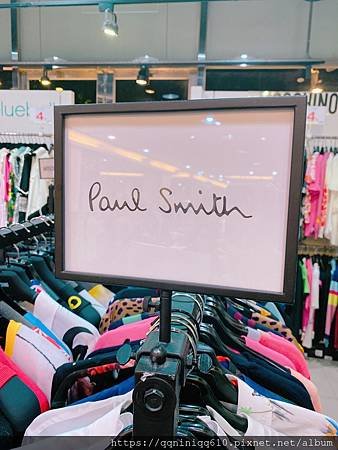 Paul Smith
https://qqniniqq610.pixnet.net/album